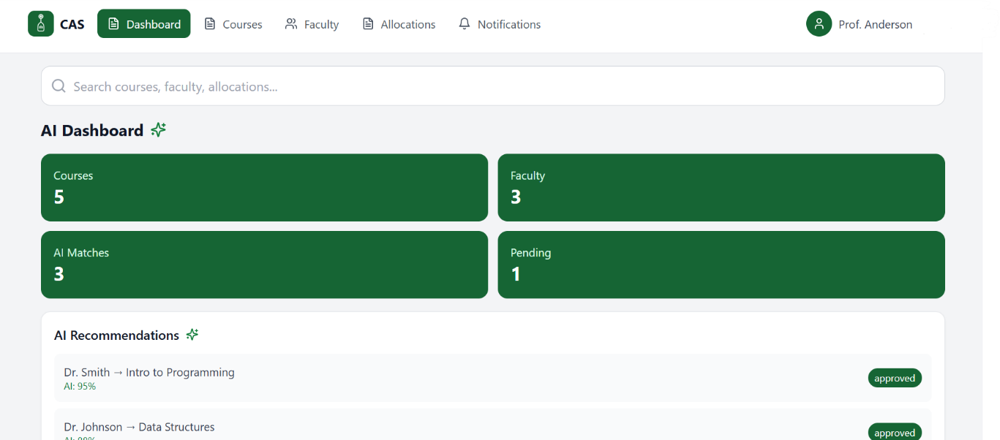 CAS Dashboard Courses Faculty Allocations Notifications Prof. Anderson
Search courses, faculty, allocations...
AI Dashboard
Courses
5
Faculty
3
AI Matches
3
Pending
1
AI Recommendations
Dr. Smith → Intro to Programming
AI: 95%
approved
Dr. Johnson → Data Structures
approved